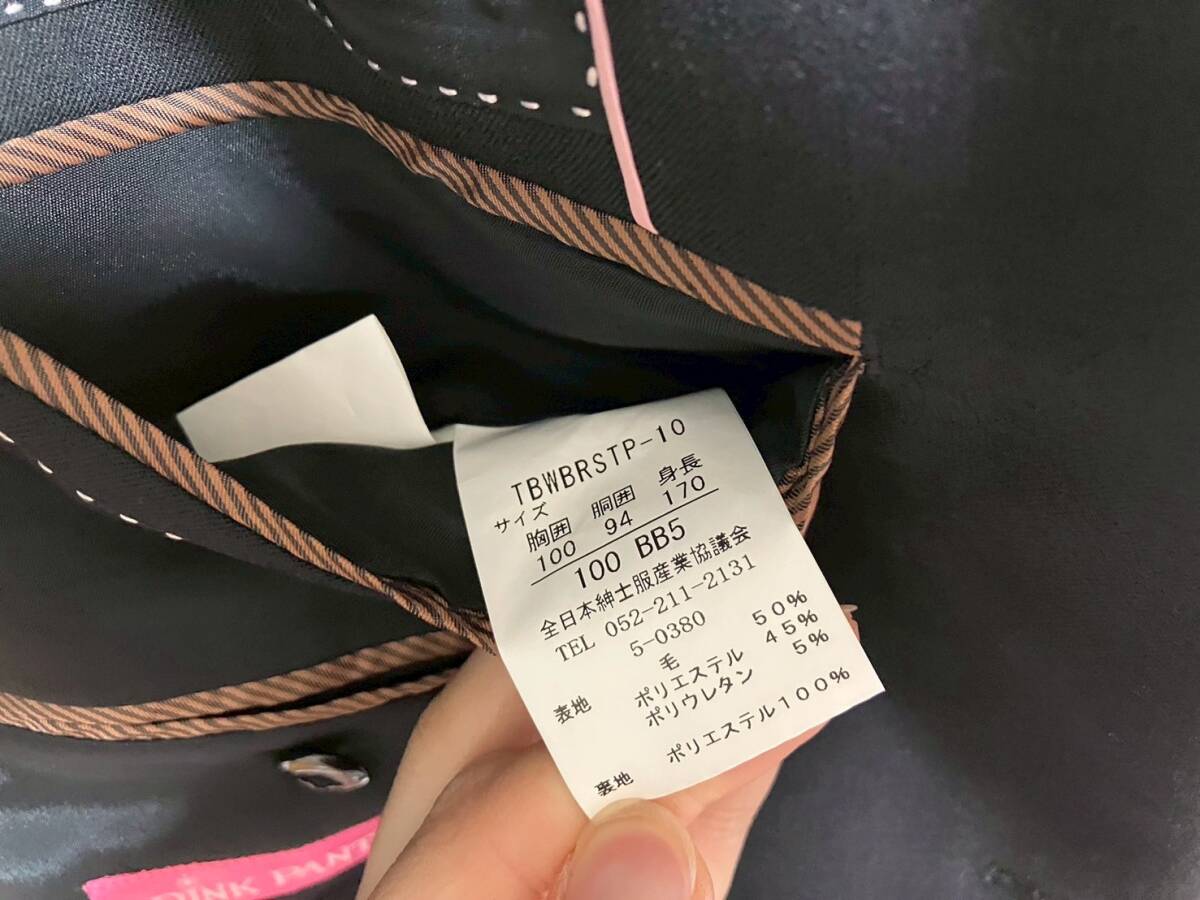 TBWBRSTP-10
サイズ
胸囲 胴囲 身長
100 94 170
100 BB5
全日本紳士服産業協議会
TEL 052-211-2131
5-0380
表地 毛 50%
ポリエステル 45%
ポリウレタン 5%
裏地 ポリエステル100%
PINK PANT